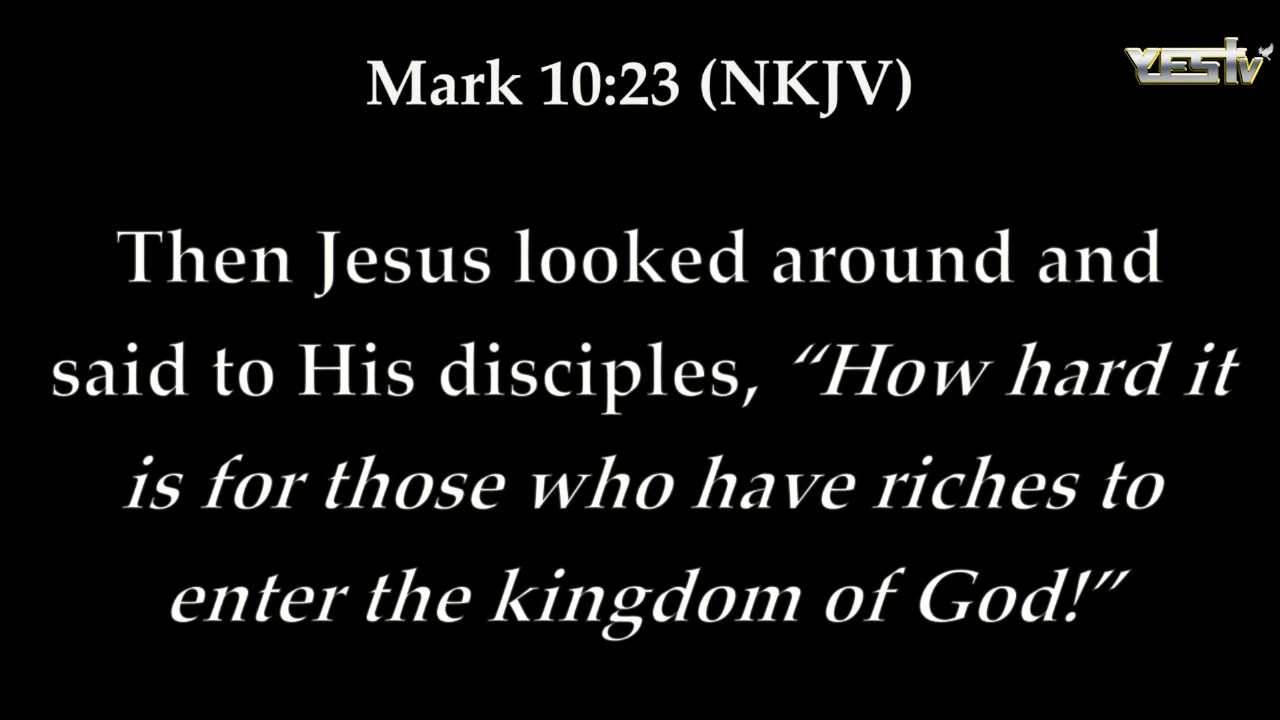 Mark 10:23 (NKJV)
YESTV
Then Jesus looked around and
said to His disciples, “How hard it
is for those who have riches to
enter the kingdom of God!”